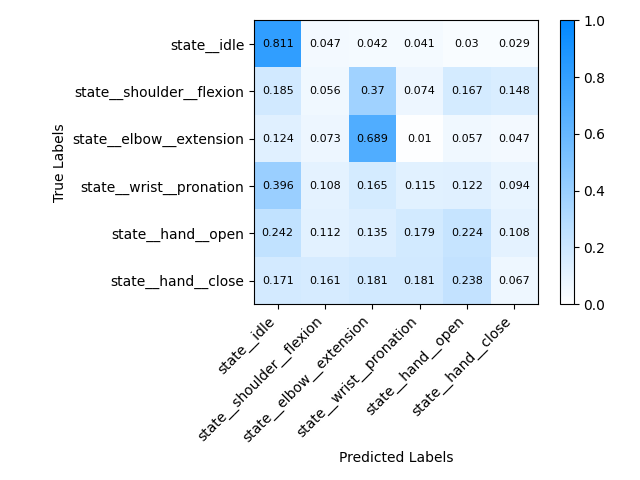 state__idle 0.811 0.047 0.042 0.041 0.03 0.029
state__shoulder__flexion 0.185 0.056 0.37 0.074 0.167 0.148
state__elbow__extension 0.124 0.073 0.689 0.01 0.057 0.047
state__wrist__pronation 0.396 0.108 0.165 0.115 0.122 0.094
state__hand__open 0.242 0.112 0.135 0.179 0.224 0.108
state__hand__close 0.171 0.161 0.181 0.181 0.238 0.067
True Labels
state__idle
state__shoulder__flexion
state__elbow__extension
state__wrist__pronation
state__hand__open
state__hand__close
Predicted Labels
1.0
0.8
0.6
0.4
0.2
0.0